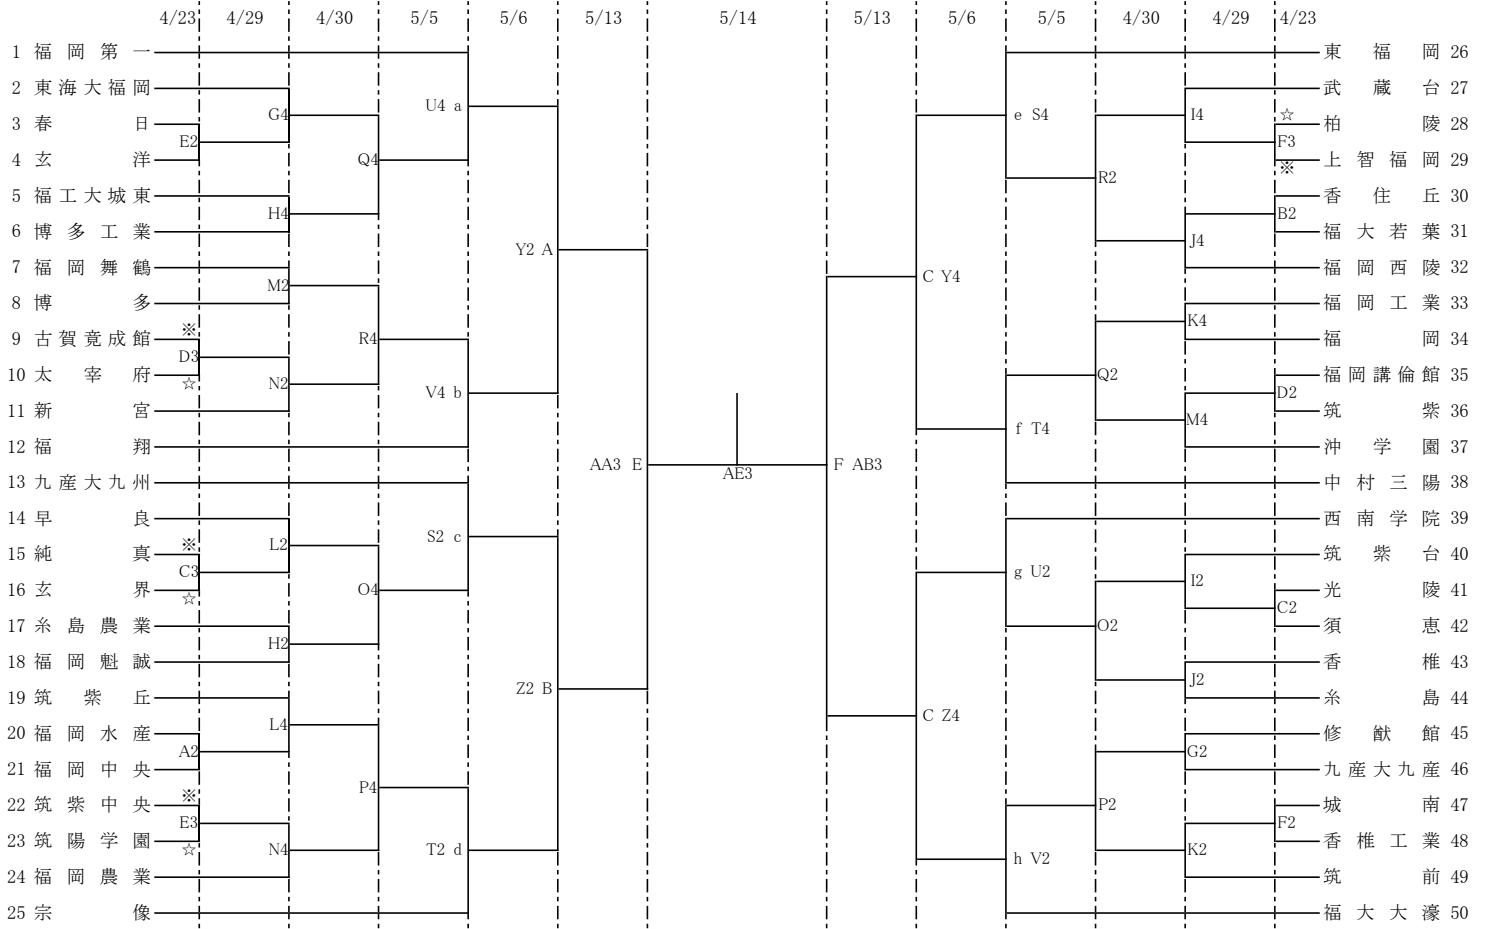 4/23 4/29 4/30 5/5 5/6 5/13 5/14 5/13 5/6 5/5 4/30 4/29 4/23
1 福岡第一
東福岡 26
2 東海大福岡
武蔵台 27
U4 a
G4
e S4
I4
☆
3 春日
柏陵 28
E2
F3
4 玄洋
Q4
上智福岡 29
※
R2
5 福工大城東
香住丘 30
H4
B2
6 博多工業
福大若葉 31
J4
Y2 A
7 福岡舞鶴
福岡西陵 32
C Y4
M2
8 博多
福岡工業 33
K4
※
9 古賀竟成館
R4
福岡 34
D3
10 太宰府
Q2
福岡講倫館 35
☆
N2
V4 b
D2
11 新宮
筑紫 36
M4
f T4
12 福翔
沖学園 37
AA3 E
AE3
F AB3
13 九産大九州
中村三陽 38
14 早良
西南学院 39
※
L2
S2 c
15 純真
筑紫台 40
C3
g U2
I2
16 玄界
O4
光陵 41
☆
C2
17 糸島農業
O2
須恵 42
H2
18 福岡魁誠
香椎 43
J2
Z2 B
19 筑紫丘
糸島 44
L4
C Z4
20 福岡水産
修猷館 45
A2
G2
21 福岡中央
九産大九産 46
P4
※
22 筑紫中央
P2
城南 47
E3
F2
23 筑陽学園
香椎工業 48
☆
N4
T2 d
h V2
K2
24 福岡農業
筑前 49
25 宗像
福大大濠 50